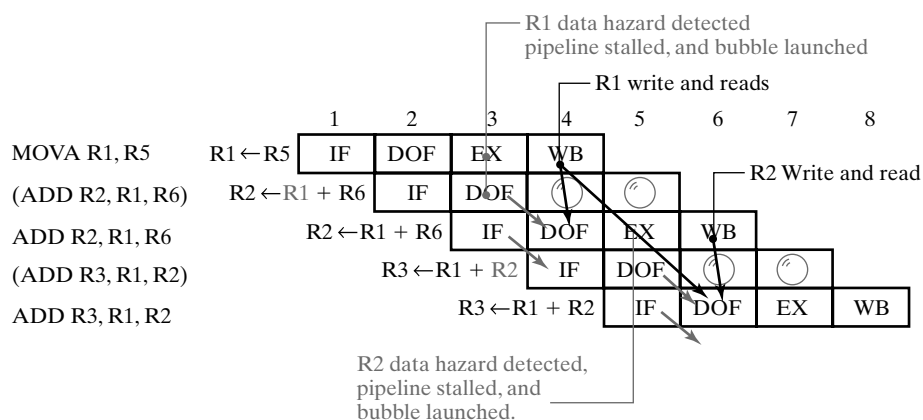 R1 data hazard detected
pipeline stalled, and bubble launched
R1 write and reads
1 2 3 4 5 6 7 8
MOVA R1, R5 R1←R5 IF DOF EX WB
R2 Write and read
(ADD R2, R1, R6) R2←R1 + R6 IF DOF
ADD R2, R1, R6 R2←R1 + R6 IF DOF EX WB
(ADD R3, R1, R2) R3←R1 + R2 IF DOF
ADD R3, R1, R2 R3←R1 + R2 IF DOF EX WB
R2 data hazard detected,
pipeline stalled, and
bubble launched.